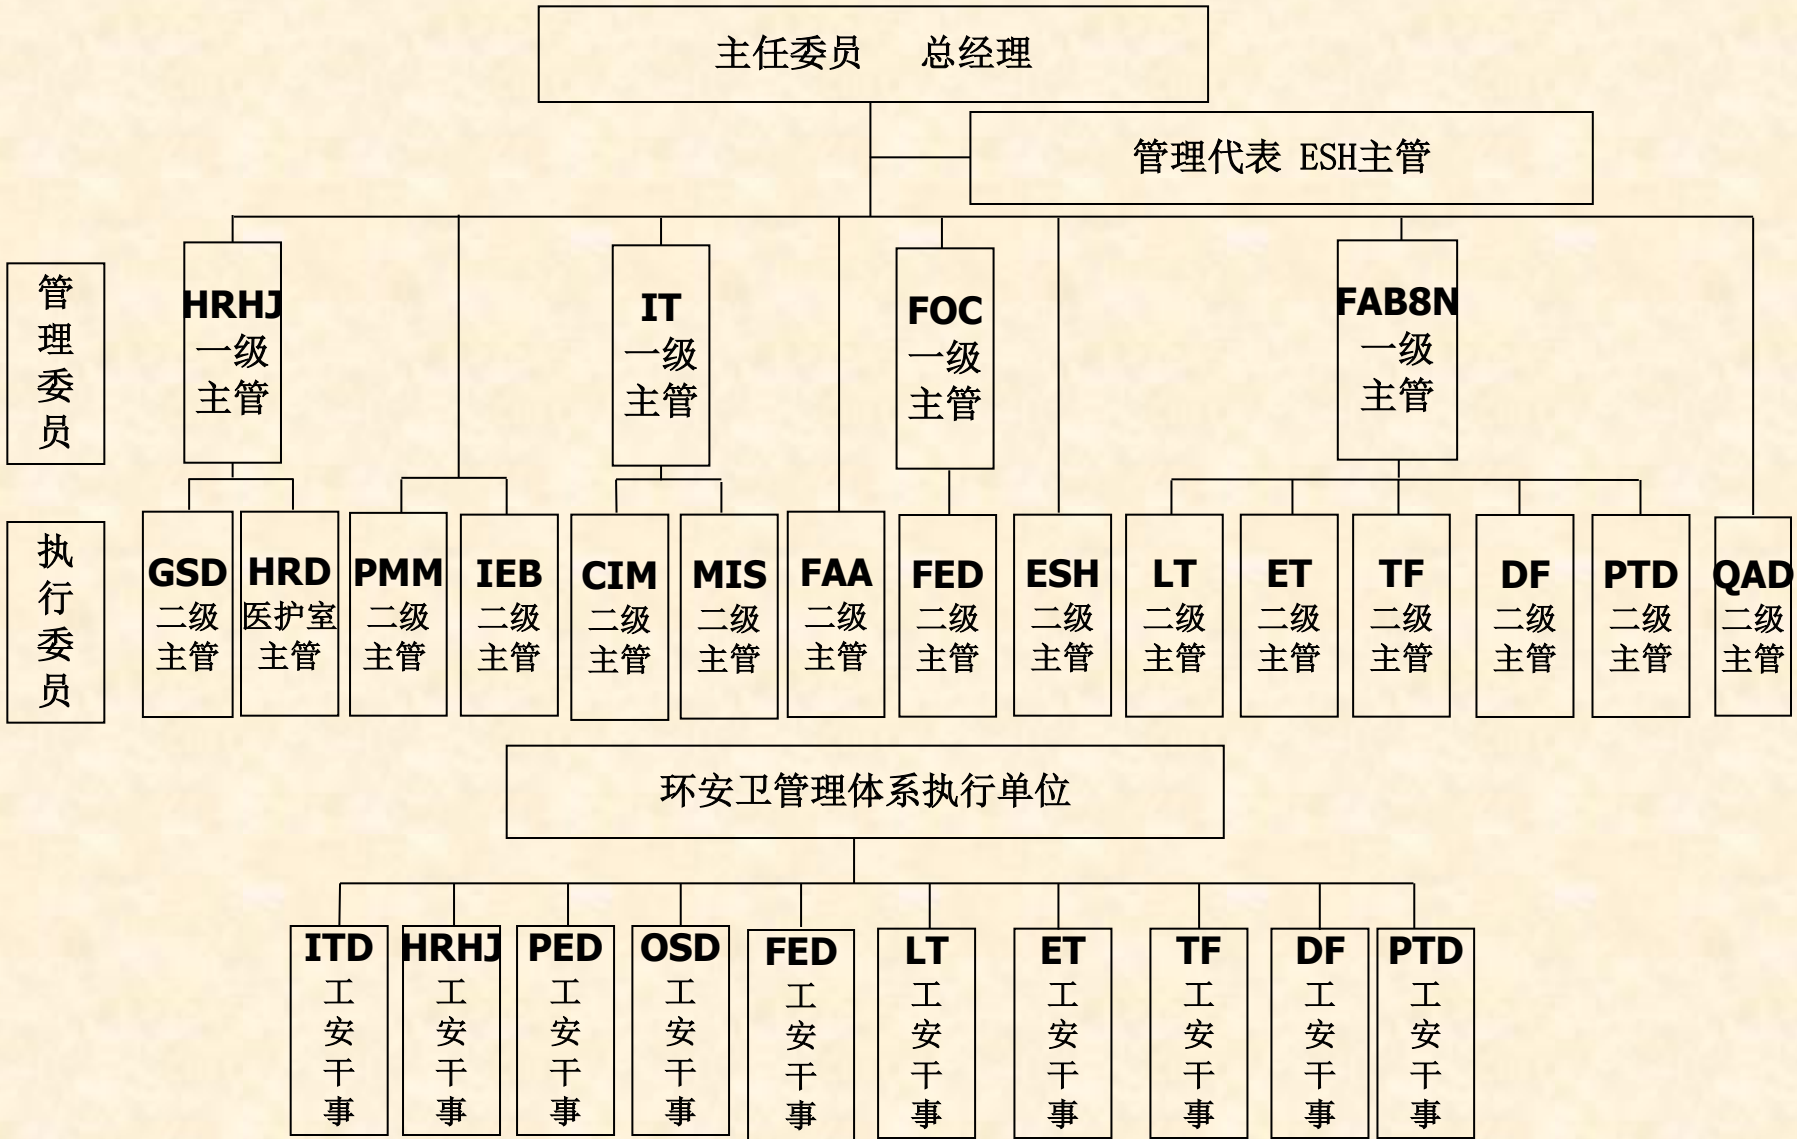 主任委员 总经理
管理代表 ESH主管
管
理
委
员
HRHJ
一级
主管
IT
一级
主管
FOC
一级
主管
FAB8N
一级
主管
执
行
委
员
GSD
二级
主管
HRD
医护室
主管
PMM
二级
主管
IEB
二级
主管
CIM
二级
主管
MIS
二级
主管
FAA
二级
主管
FED
二级
主管
ESH
二级
主管
LT
二级
主管
ET
二级
主管
TF
二级
主管
DF
二级
主管
PTD
二级
主管
QAD
二级
主管
环安卫管理体系执行单位
ITD
工
安
干
事
HRHJ
工
安
干
事
PED
工
安
干
事
OSD
工
安
干
事
FED
工
安
干
事
LT
工
安
干
事
ET
工
安
干
事
TF
工
安
干
事
DF
工
安
干
事
PTD
工
安
干
事